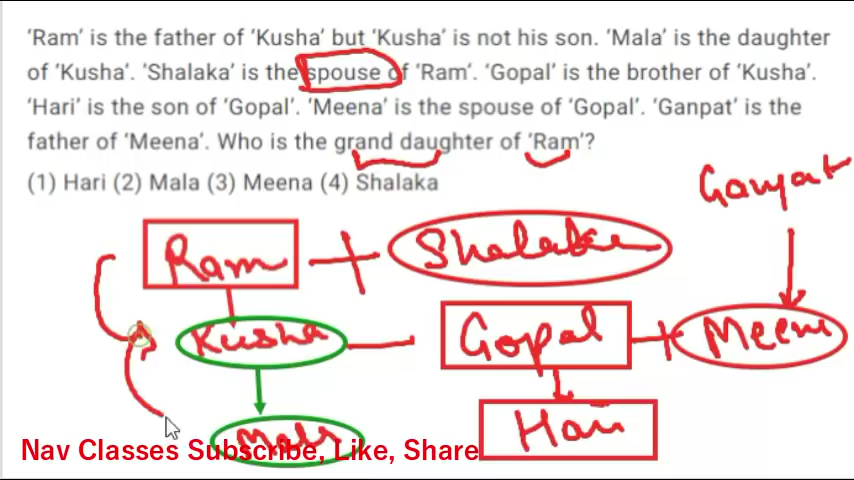 ‘Ram’ is the father of ‘Kusha’ but ‘Kusha’ is not his son. ‘Mala’ is the daughter
of ‘Kusha’. ‘Shalaka’ is the spouse of ‘Ram’. ‘Gopal’ is the brother of ‘Kusha’.
‘Hari’ is the son of ‘Gopal’. ‘Meena’ is the spouse of ‘Gopal’. ‘Ganpat’ is the
father of ‘Meena’. Who is the grand daughter of ‘Ram’?
(1) Hari (2) Mala (3) Meena (4) Shalaka
Ganpat
Ram + Shalaka
Kusha — Gopal + Meena
Mala Hari
Nav Classes Subscribe, Like, Share